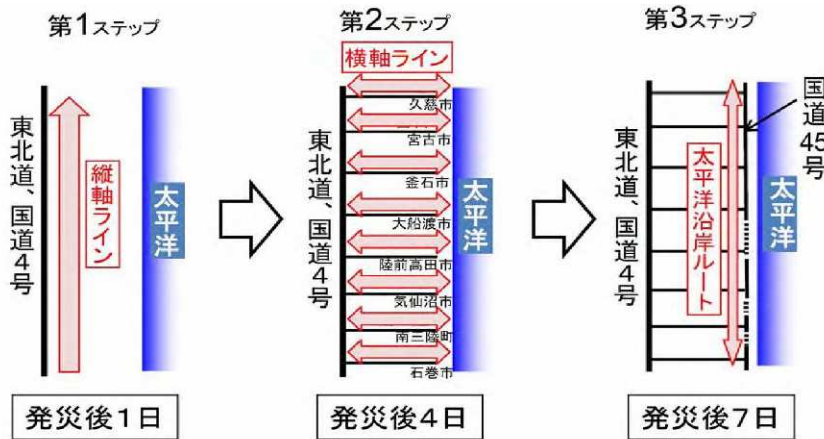 第1ステップ
東北道、国道4号
縦軸ライン
太平洋
発災後1日
第2ステップ
横軸ライン
東北道、国道4号
久慈市
宮古市
釜石市
大船渡市
陸前高田市
気仙沼市
南三陸町
石巻市
太平洋
発災後4日
第3ステップ
東北道、国道4号
太平洋沿岸ルート
国道45号
太平洋
発災後7日